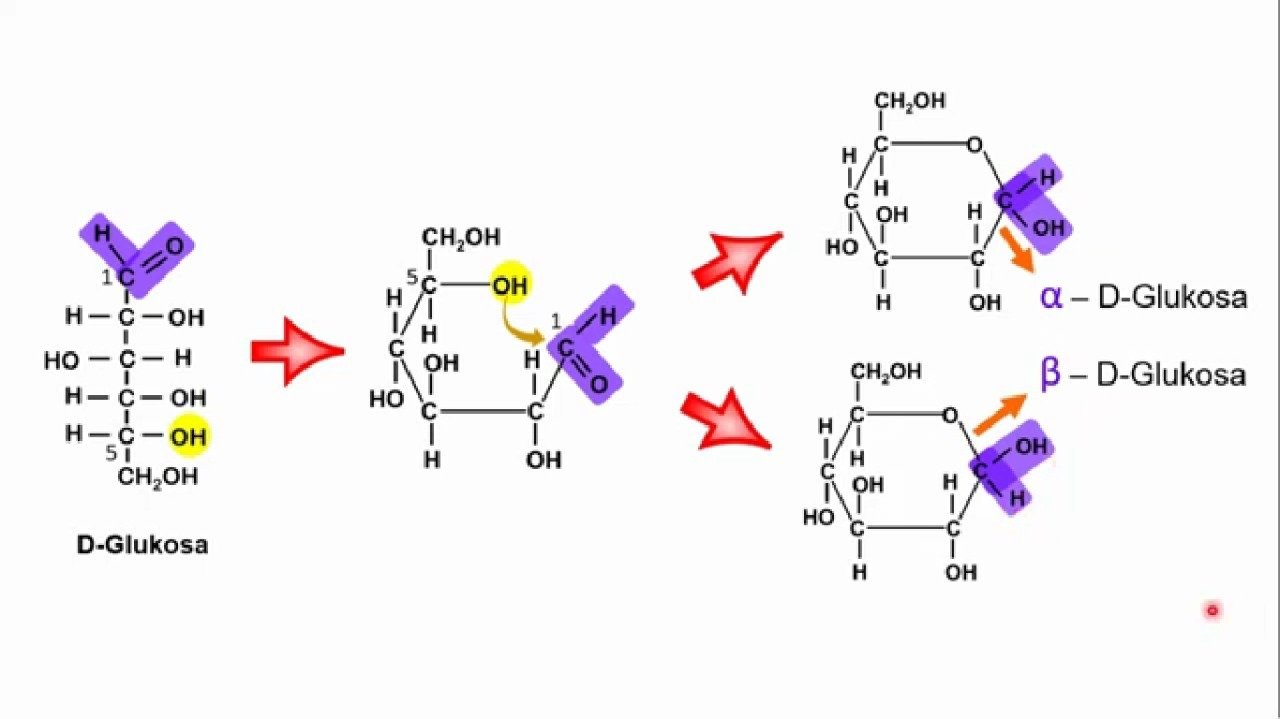 H
O
1
C
H – C – OH
HO – C – H
H – C – OH
H – C – OH
5
CH₂OH
D-Glukosa
CH₂OH
5
C
OH
H
H
1
H
C
C
OH
H
O
HO
C
C
H
OH
CH₂OH
C
O
H
H
H
C
OH
H
C
OH
HO
C
C
H
OH
α – D-Glukosa
β – D-Glukosa
CH₂OH
C
O
H
H
OH
C
OH
H
C
H
HO
C
C
H
OH